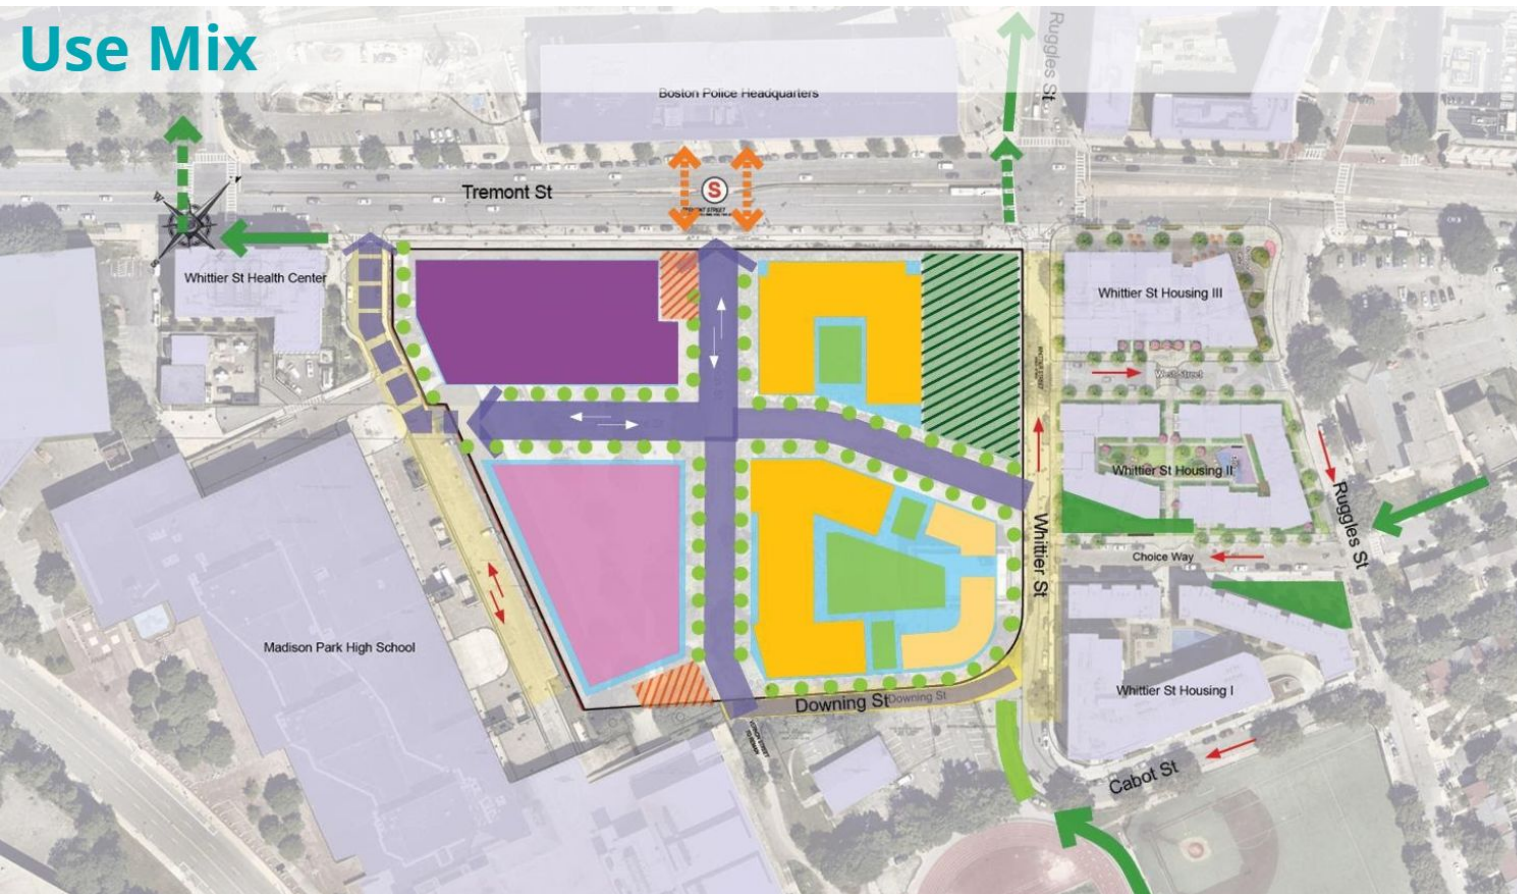 Use Mix
Ruggles St
Boston Police Headquarters
Tremont St
S
Whittier St Health Center
Whittier St Housing III
West Street
Whittier St Housing II
Ruggles St
Whittier St
Choice Way
Madison Park High School
Whittier St Housing I
Downing St
Downing St
Cabot St